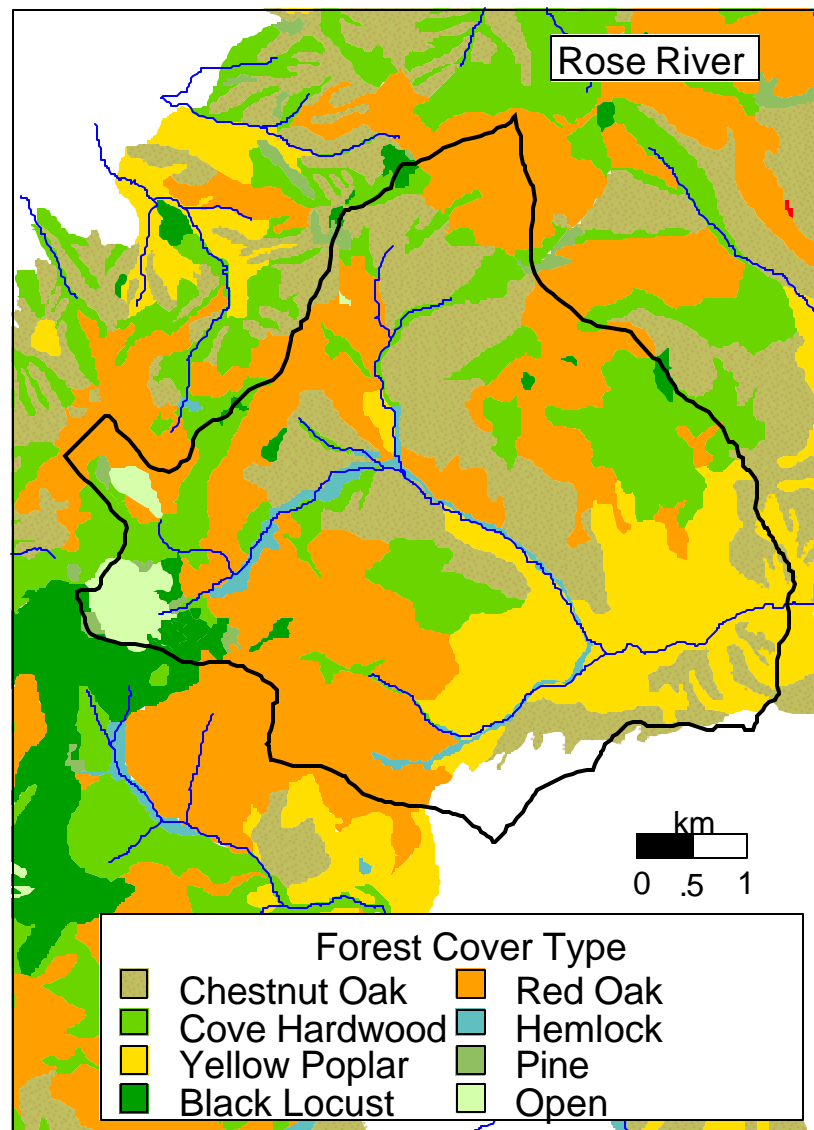 Rose River
km
0 .5 1
Forest Cover Type
Chestnut Oak
Red Oak
Cove Hardwood
Hemlock
Yellow Poplar
Pine
Black Locust
Open